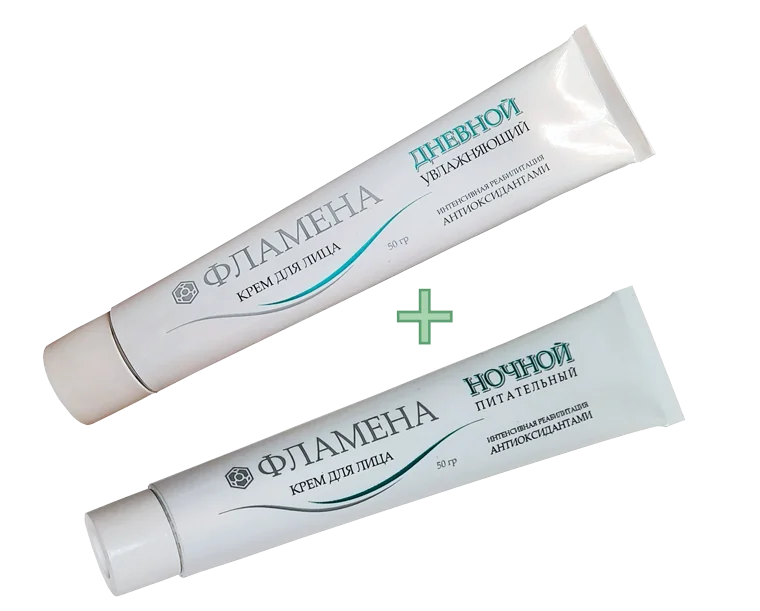 ФЛАМЕНА
КРЕМ ДЛЯ ЛИЦА
50 гр
ДНЕВНОЙ
УВЛАЖНЯЮЩИЙ
ИНТЕНСИВНАЯ РЕАБИЛИТАЦИЯ
АНТИОКСИДАНТАМИ
ФЛАМЕНА
КРЕМ ДЛЯ ЛИЦА
50 гр
НОЧНОЙ
ПИТАТЕЛЬНЫЙ
ИНТЕНСИВНАЯ РЕАБИЛИТАЦИЯ
АНТИОКСИДАНТАМИ